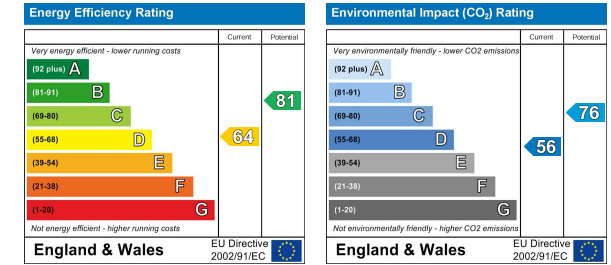 Energy Efficiency Rating
Current Potential
Very energy efficient - lower running costs
(92 plus) A
(81-91) B
81
(69-80) C
(55-68) D
64
(39-54) E
(21-38) F
(1-20) G
Not energy efficient - higher running costs
England & Wales
EU Directive
2002/91/EC
Environmental Impact (CO₂) Rating
Current Potential
Very environmentally friendly - lower CO2 emissions
(92 plus) A
(81-91) B
(69-80) C
76
(55-68) D
56
(39-54) E
(21-38) F
(1-20) G
Not environmentally friendly - higher CO2 emissions
England & Wales
EU Directive
2002/91/EC